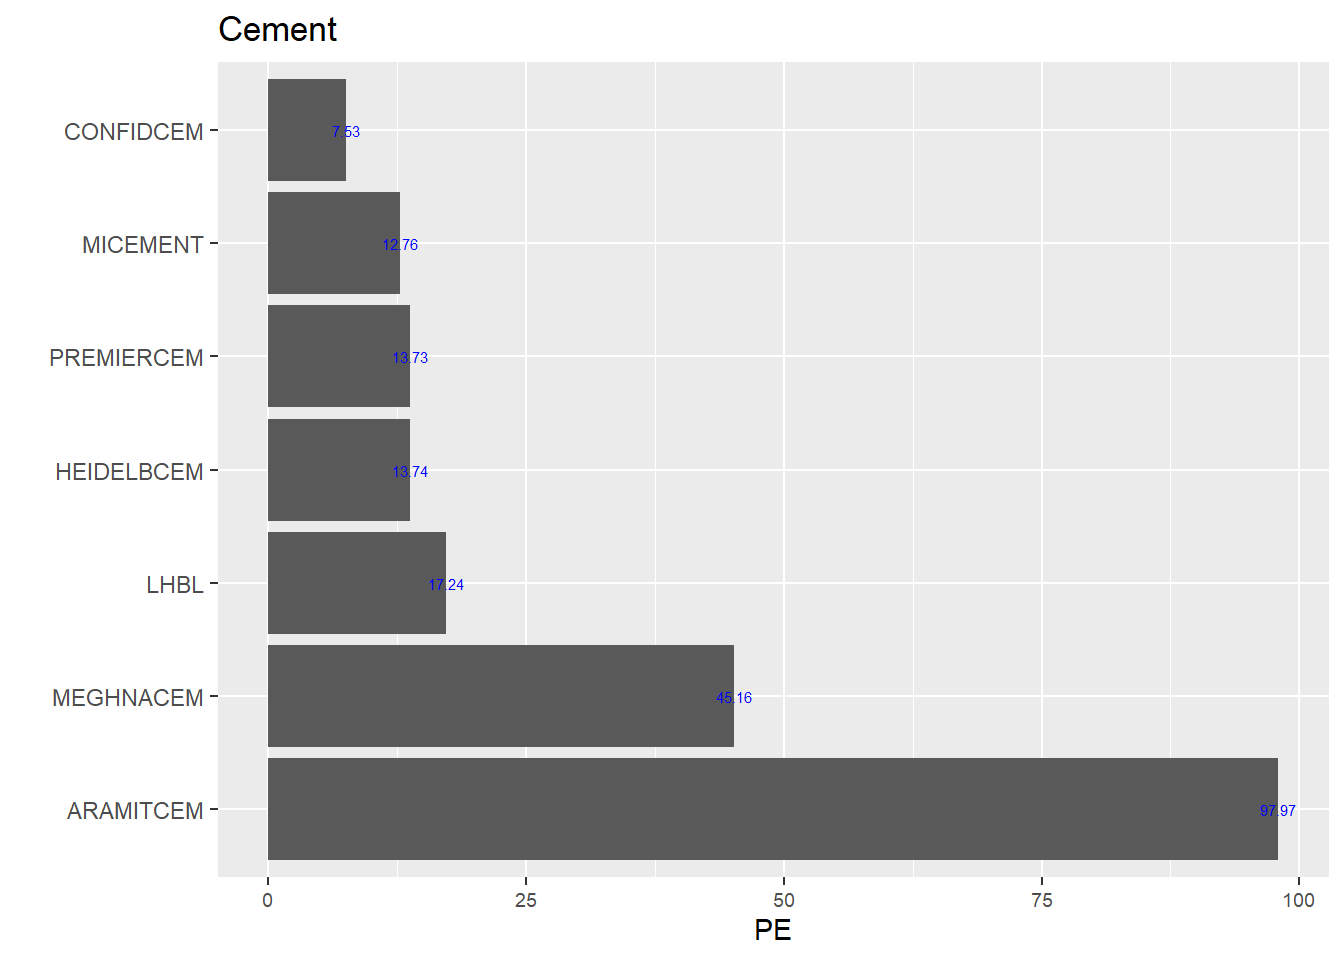 Cement
CONFIDCEM
7.53
MICEMENT
12.76
PREMIERCEM
13.73
HEIDELBCEM
13.74
LHBL
17.24
MEGHNACEM
45.16
ARAMITCEM
97.97
0 25 50 75 100
PE